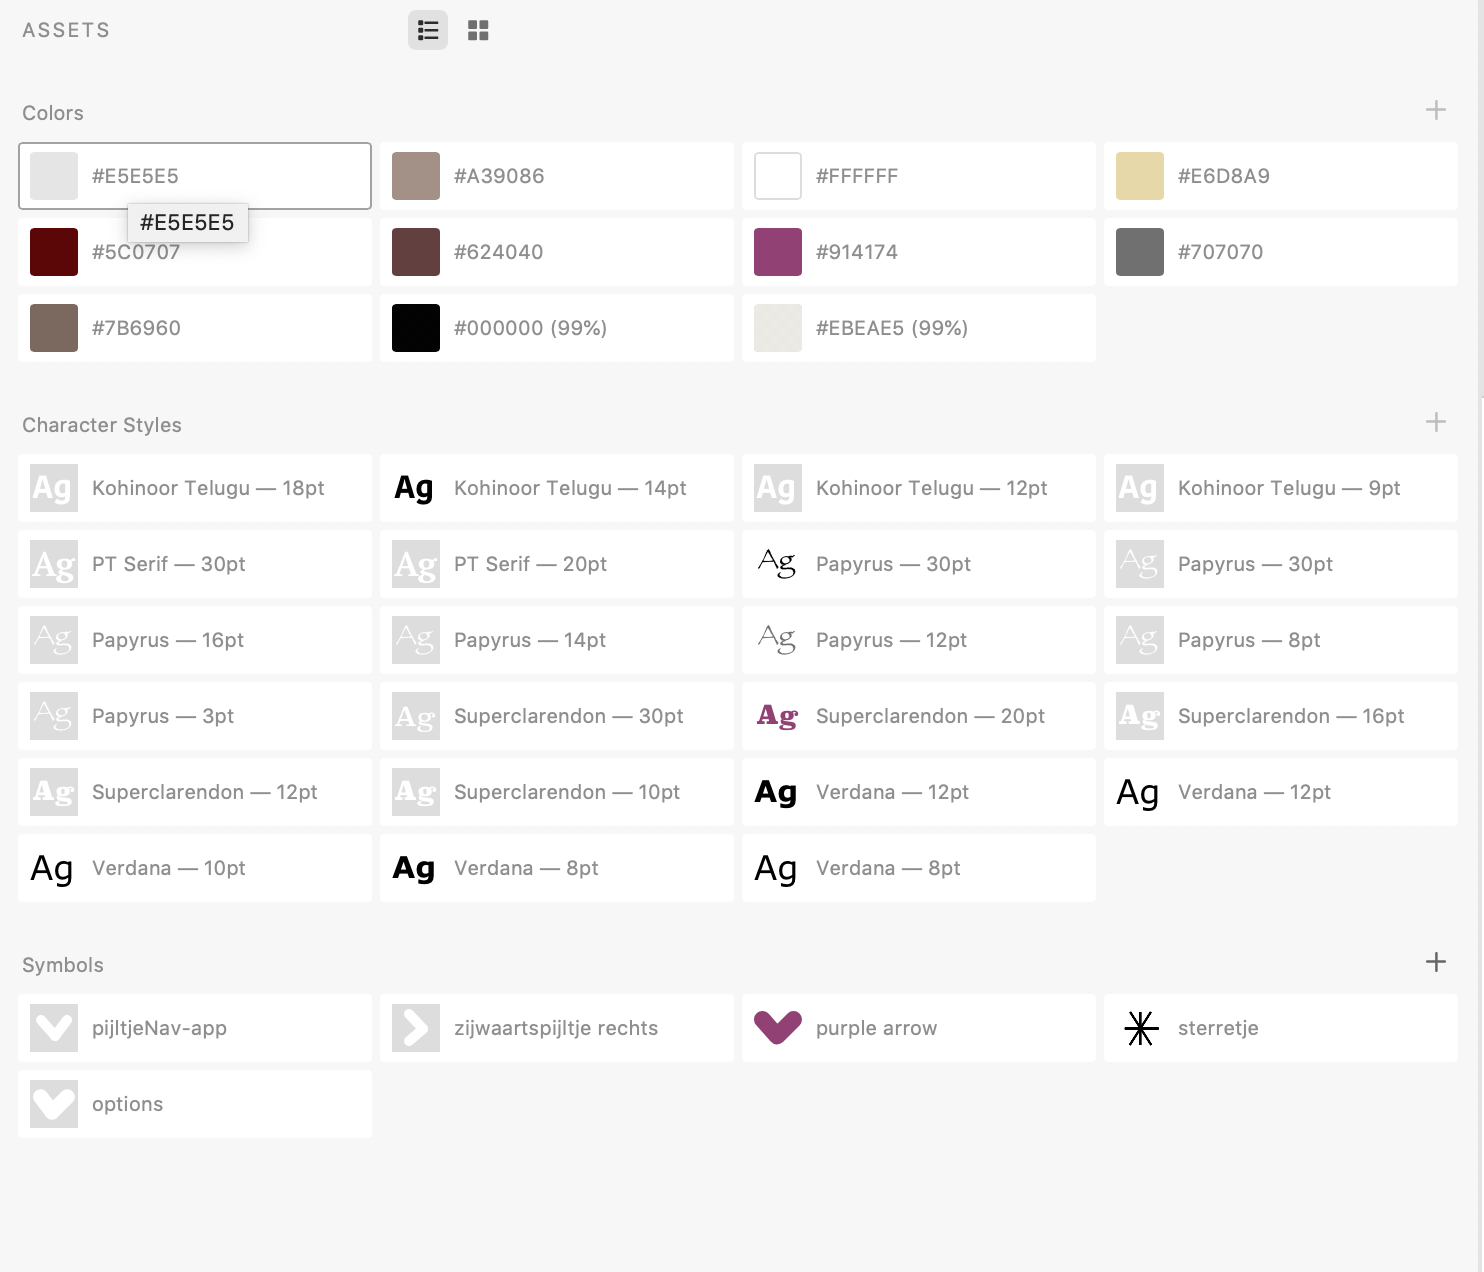 ASSETS
Colors
#E5E5E5
#A39086
#FFFFFF
#E6D8A9
#E5E5E5
#5C0707
#624040
#914174
#707070
#7B6960
#000000 (99%)
#EBEAE5 (99%)
Character Styles
Ag Kohinoor Telugu — 18pt
Ag Kohinoor Telugu — 14pt
Ag Kohinoor Telugu — 12pt
Ag Kohinoor Telugu — 9pt
Ag PT Serif — 30pt
Ag PT Serif — 20pt
Ag Papyrus — 30pt
Ag Papyrus — 30pt
Ag Papyrus — 16pt
Ag Papyrus — 14pt
Ag Papyrus — 12pt
Ag Papyrus — 8pt
Ag Papyrus — 3pt
Ag Superclarendon — 30pt
Ag Superclarendon — 20pt
Ag Superclarendon — 16pt
Ag Superclarendon — 12pt
Ag Superclarendon — 10pt
Ag Verdana — 12pt
Ag Verdana — 12pt
Ag Verdana — 10pt
Ag Verdana — 8pt
Ag Verdana — 8pt
Symbols
pijltjeNav-app
zijwaartspijltje rechts
purple arrow
sterretje
options